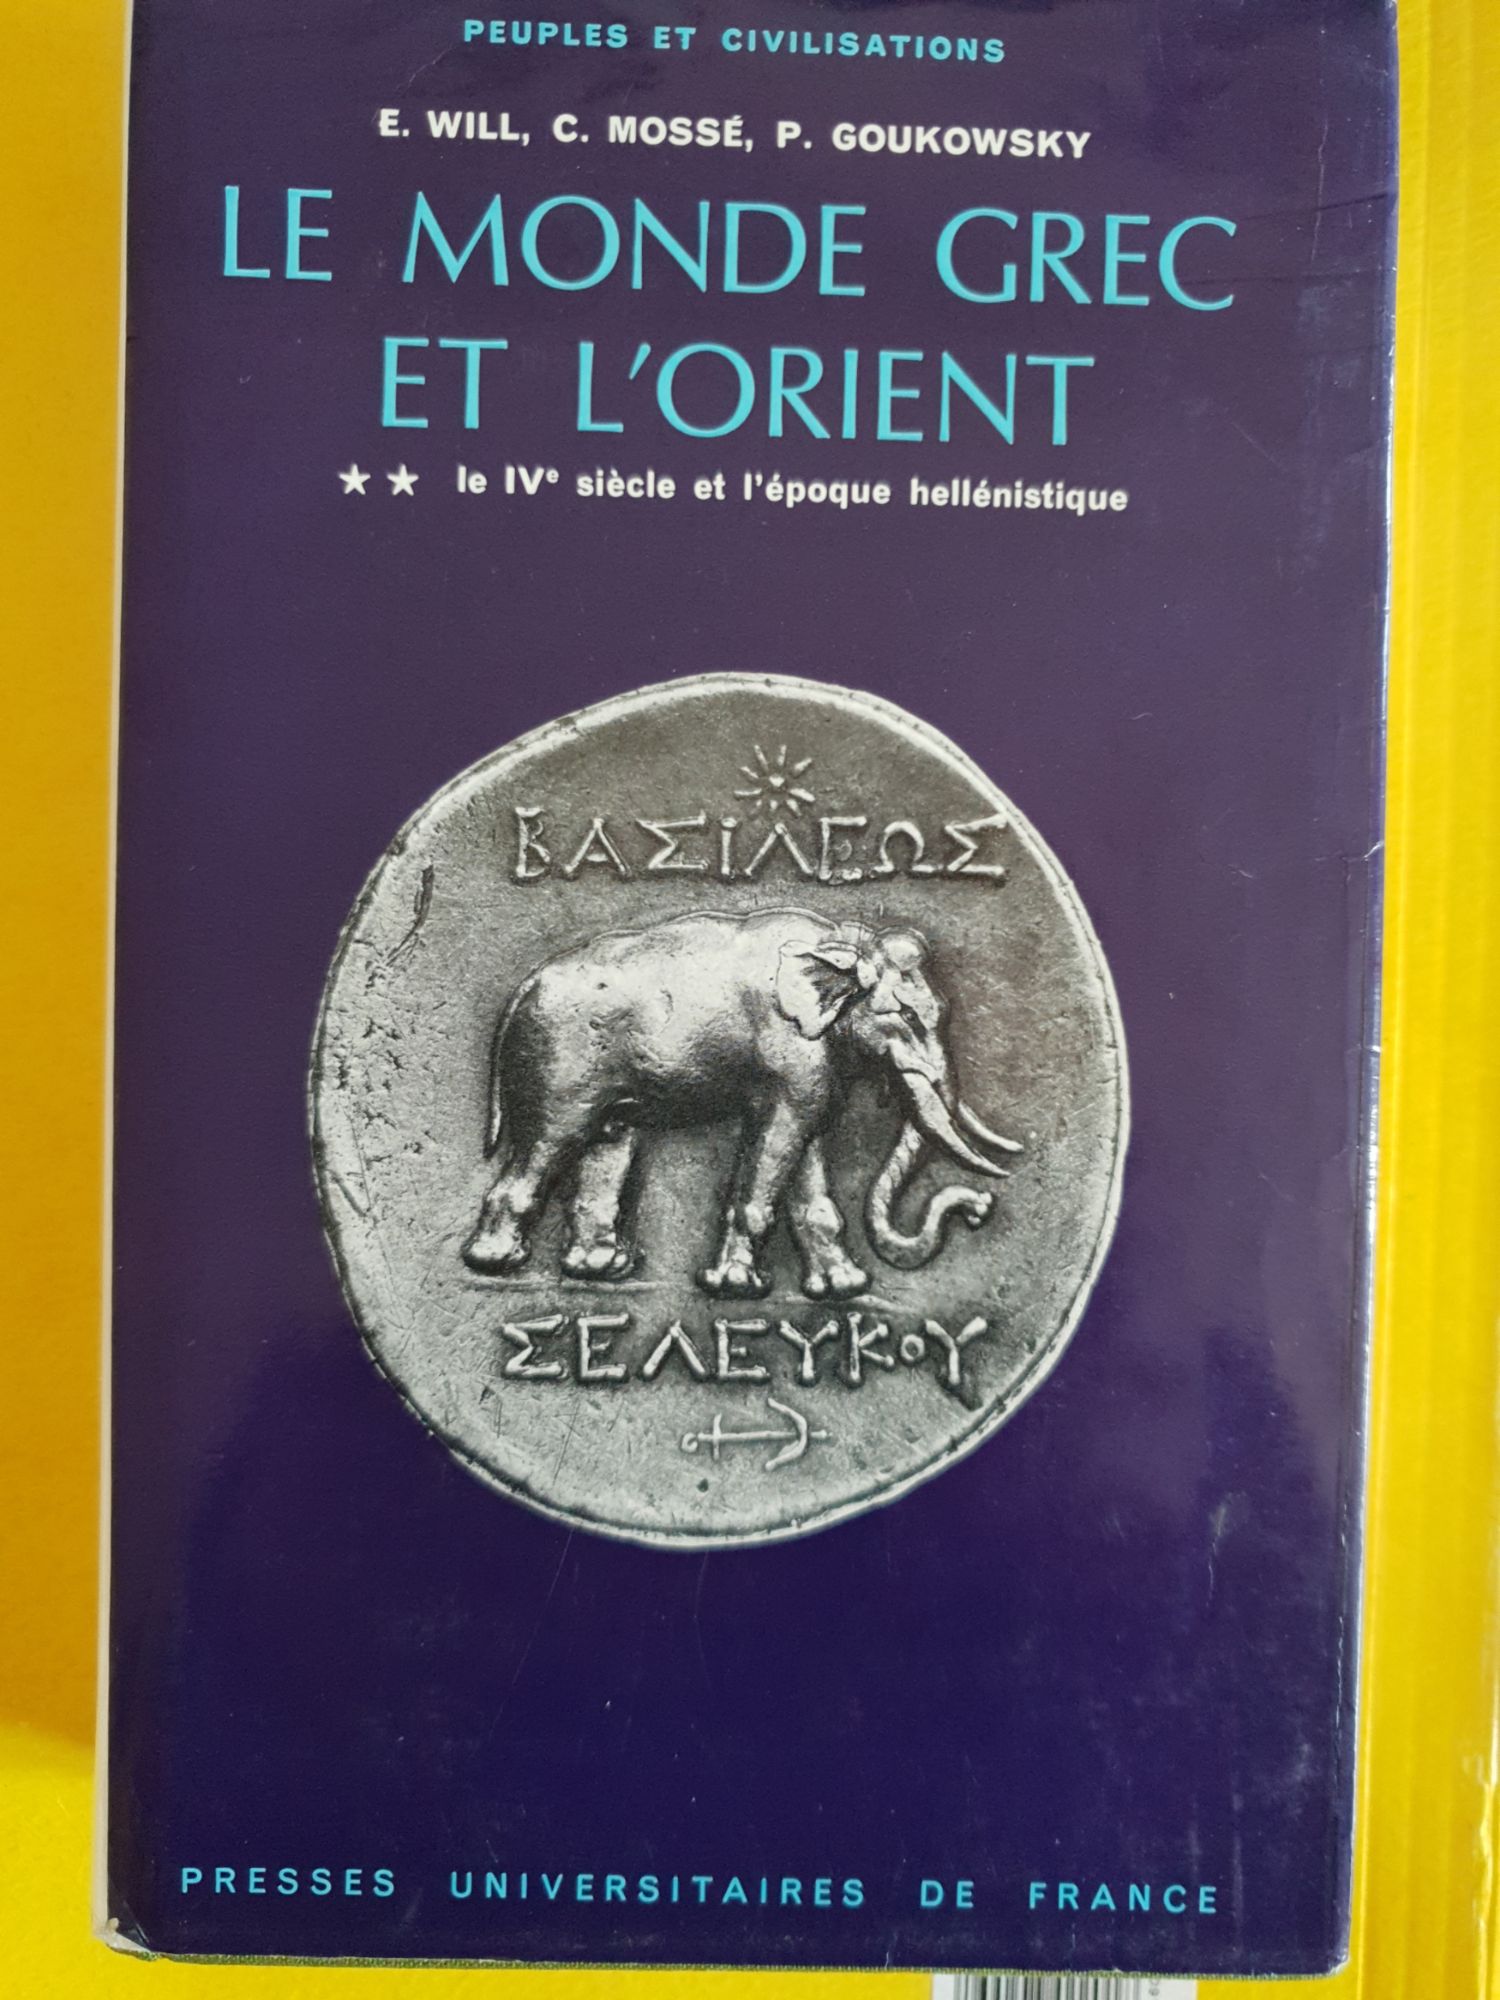 PEUPLES ET CIVILISATIONS
E. WILL, C. MOSSÉ, P. GOUKOWSKY
LE MONDE GREC
ET L'ORIENT
★ ★ le IVe siècle et l'époque hellénistique
ΒΑΣΙΛΕΩΣ
ΣΕΛΕΥΚΟΥ
PRESSES UNIVERSITAIRES DE FRANCE